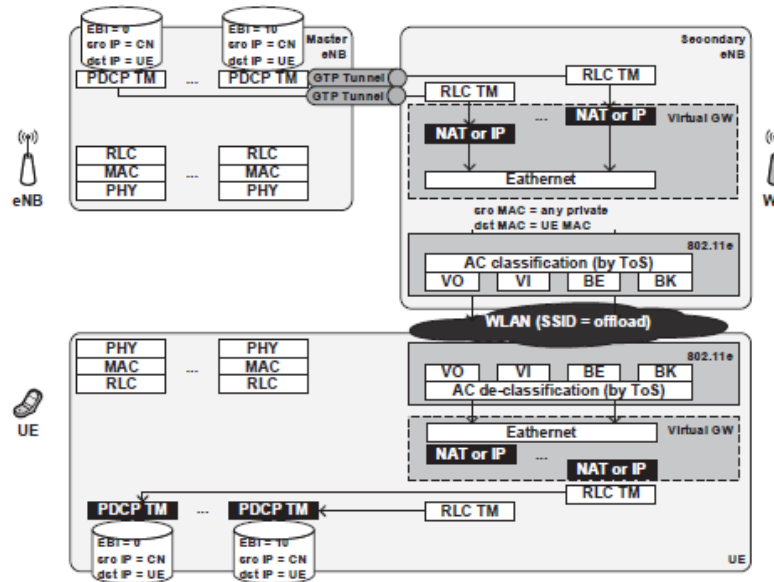 EBI = 0
sro IP = CN
dst IP = UE
EBI = 10
sro IP = CN
dst IP = UE
Master
eNB
Secondary
eNB
PDCP TM
...
PDCP TM
GTP Tunnel
GTP Tunnel
RLC TM
RLC TM
Virtual GW
NAT or IP
...
NAT or IP
Eathernet
RLC
MAC
PHY
...
RLC
MAC
PHY
eNB
W
sro MAC = any private
dst MAC = UE MAC
802.11e
AC classification (by ToS)
VO
VI
BE
BK
WLAN (SSID = offload)
PHY
MAC
RLC
...
PHY
MAC
RLC
802.11e
VO
VI
BE
BK
AC de-classification (by ToS)
UE
Eathernet
Virtual GW
NAT or IP
...
NAT or IP
RLC TM
PDCP TM
...
PDCP TM
RLC TM
EBI = 0
sro IP = CN
dst IP = UE
EBI = 10
sro IP = CN
dst IP = UE
UE